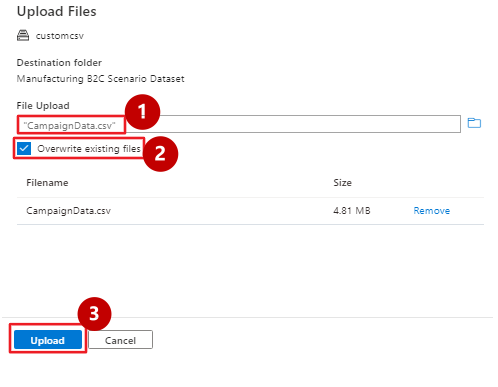 Upload Files
customcsv
Destination folder
Manufacturing B2C Scenario Dataset
File Upload
1
"CampaignData.csv"
Overwrite existing files
2
Filename Size
CampaignData.csv 4.81 MB Remove
3
Upload Cancel